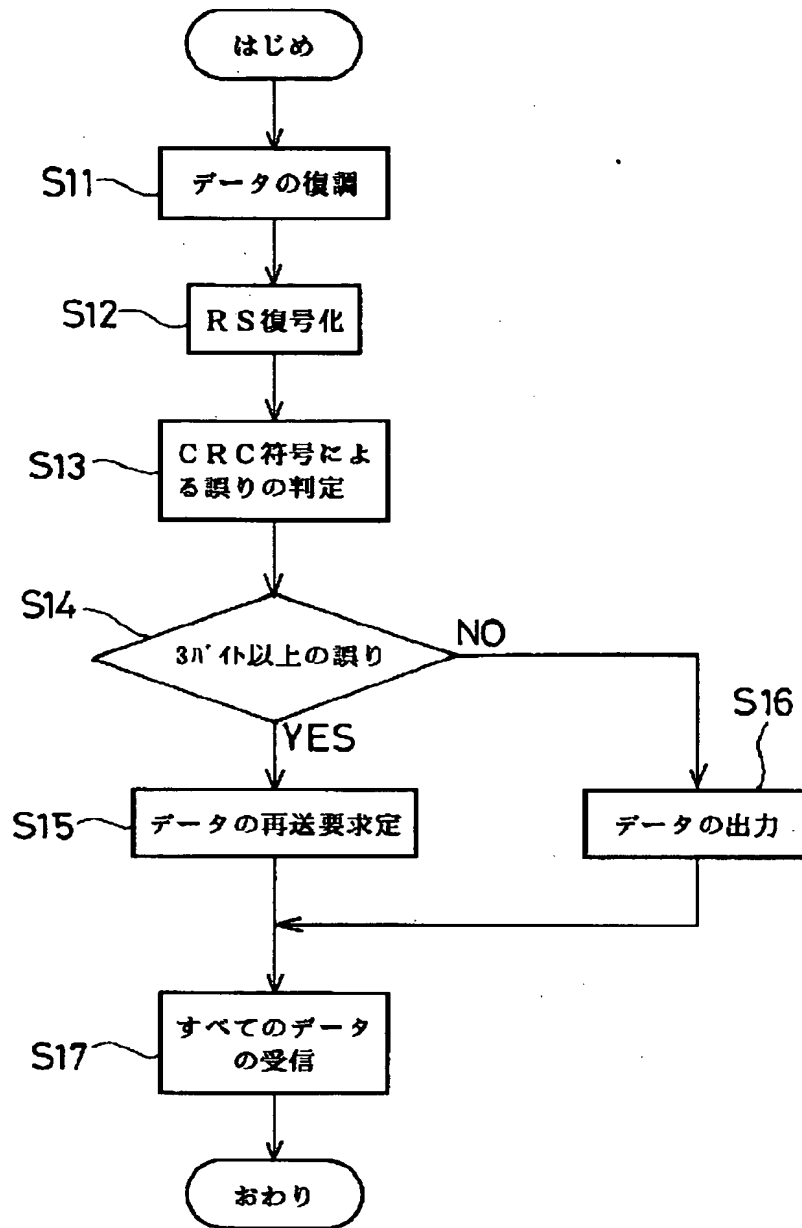 はじめ
S11
データの復調
S12
RS復号化
S13
CRC符号によ
る誤りの判定
S14
3バイト以上の誤り
NO
YES
S16
S15
データの再送要求定
データの出力
S17
すべてのデータ
の受信
おわり